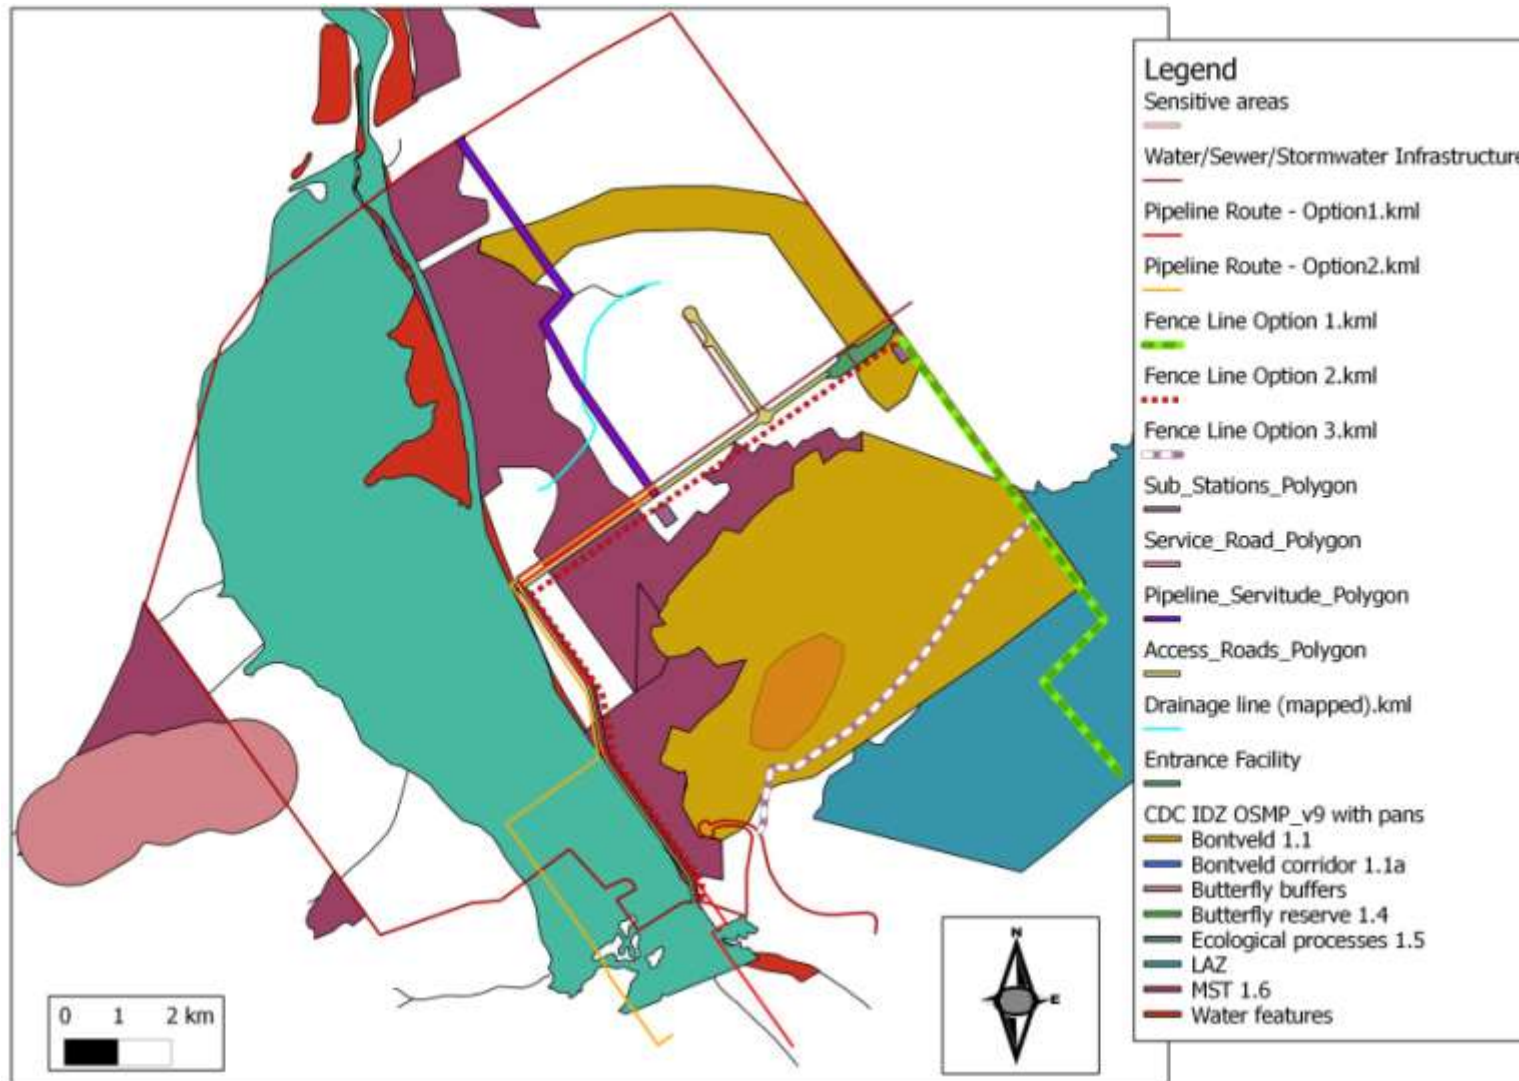 Legend
Sensitive areas
Water/Sewer/Stormwater Infrastructure
Pipeline Route - Option1.kml
Pipeline Route - Option2.kml
Fence Line Option 1.kml
Fence Line Option 2.kml
Fence Line Option 3.kml
Sub_Stations_Polygon
Service_Road_Polygon
Pipeline_Servitude_Polygon
Access_Roads_Polygon
Drainage line (mapped).kml
Entrance Facility
CDC IDZ OSMP_v9 with pans
Bontveld 1.1
Bontveld corridor 1.1a
Butterfly buffers
Butterfly reserve 1.4
Ecological processes 1.5
LAZ
MST 1.6
Water features
N
E
0 1 2 km